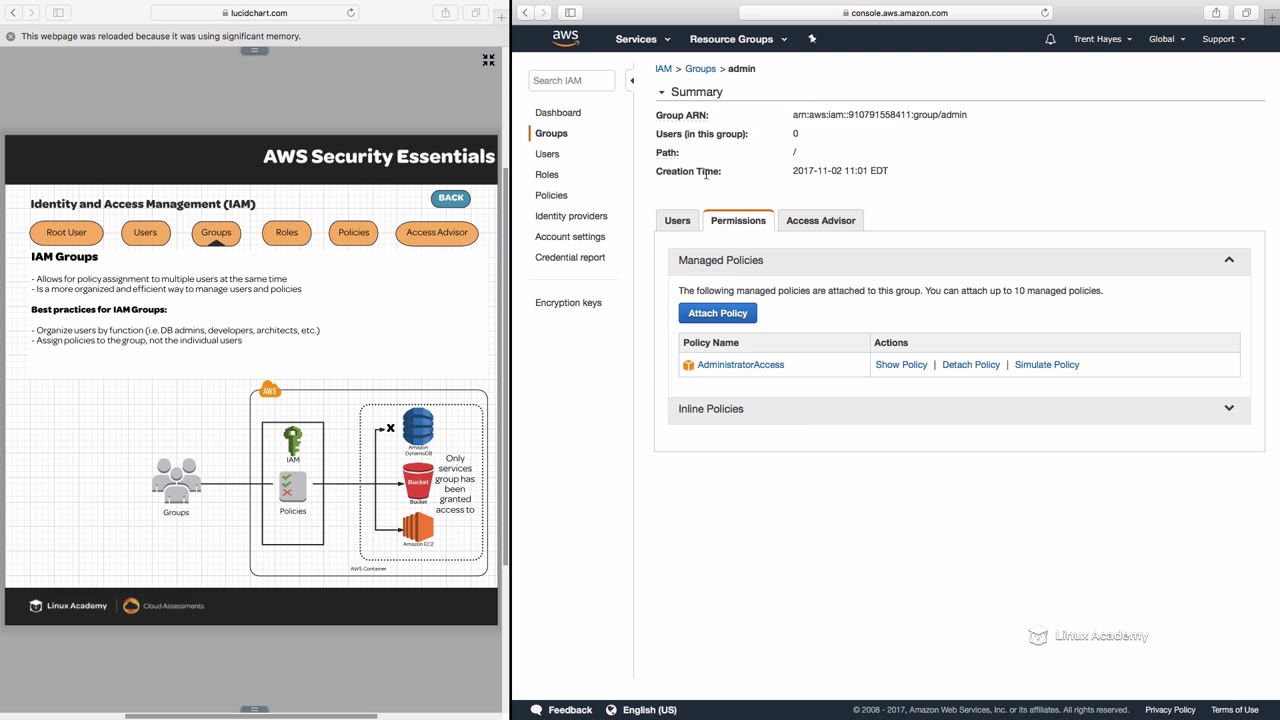 lucidchart.com
This webpage was reloaded because it was using significant memory.
AWS Security Essentials
Identity and Access Management (IAM)
BACK
Root User
Users
Groups
Roles
Policies
Access Advisor
IAM Groups
- Allows for policy assignment to multiple users at the same time
- Is a more organized and efficient way to manage users and policies
Best practices for IAM Groups:
- Organize users by function (i.e. DB admins, developers, architects, etc.)
- Assign policies to the group, not the individual users
AWS
IAM
Policies
Groups
X
Amazon
DynamoDB
Bucket
Bucket
Amazon EC2
Only
services
group has
been
granted
access to
AWS Container
Linux Academy
Cloud Assessments
console.aws.amazon.com
aws
Services
Resource Groups
Trent Hayes
Global
Support
Search IAM
Dashboard
Groups
Users
Roles
Policies
Identity providers
Account settings
Credential report
Encryption keys
IAM > Groups > admin
Summary
Group ARN: arn:aws:iam::910791558411:group/admin
Users (in this group): 0
Path: /
Creation Time: 2017-11-02 11:01 EDT
Users
Permissions
Access Advisor
Managed Policies
The following managed policies are attached to this group. You can attach up to 10 managed policies.
Attach Policy
Policy Name Actions
AdministratorAccess Show Policy | Detach Policy | Simulate Policy
Inline Policies
Linux Academy
Feedback
English (US)
© 2008 - 2017, Amazon Web Services, Inc. or its affiliates. All rights reserved.
Privacy Policy
Terms of Use